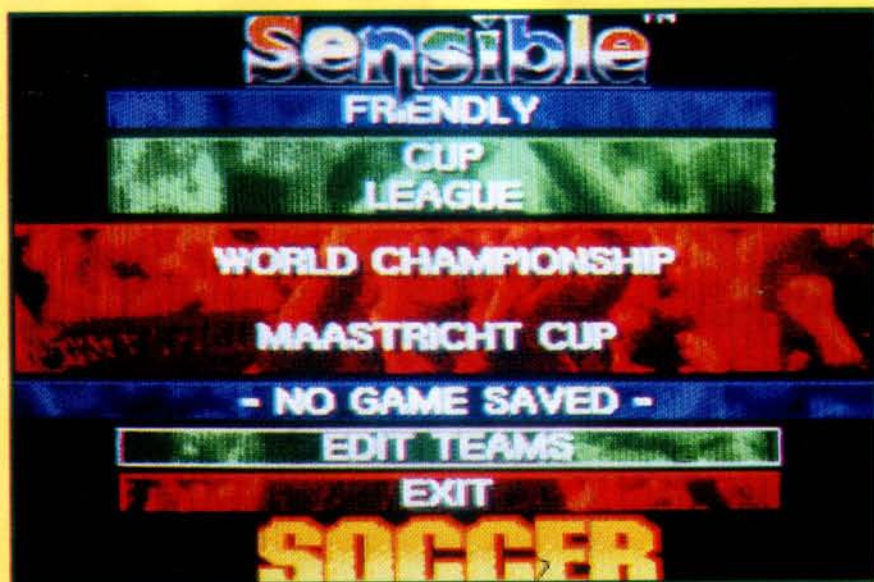 Sensible™
FRIENDLY
CUP
LEAGUE
WORLD CHAMPIONSHIP
MAASTRICHT CUP
- NO GAME SAVED -
EDIT TEAMS
EXIT
SOCCER